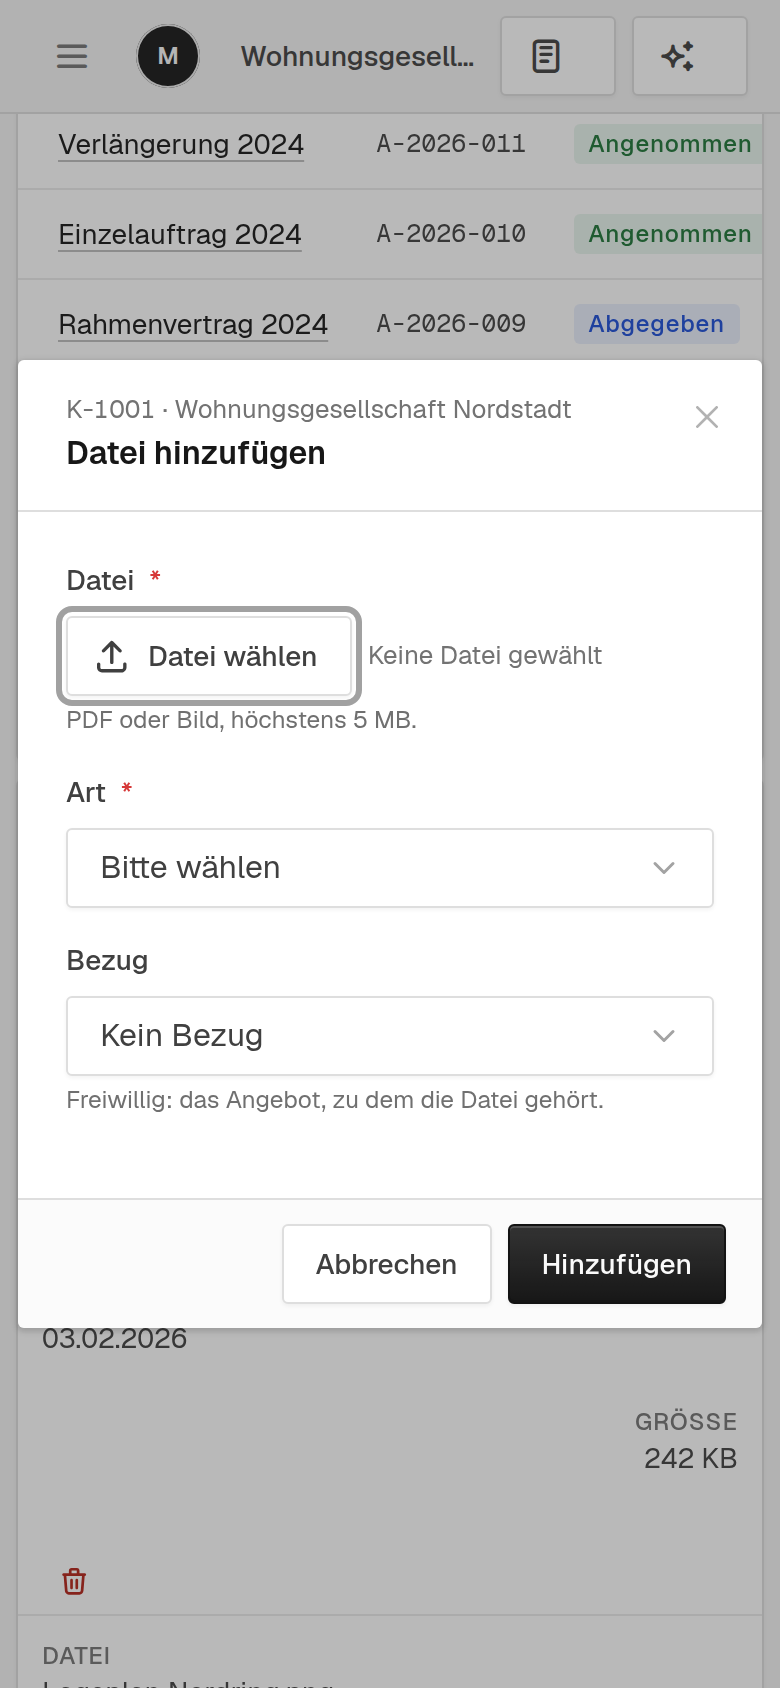 M Wohnungsgesell...
Verlängerung 2024 A-2026-011 Angenommen
Einzelauftrag 2024 A-2026-010 Angenommen
Rahmenvertrag 2024 A-2026-009 Abgegeben
K-1001 · Wohnungsgesellschaft Nordstadt
Datei hinzufügen
Datei *
Datei wählen Keine Datei gewählt
PDF oder Bild, höchstens 5 MB.
Art *
Bitte wählen
Bezug
Kein Bezug
Freiwillig: das Angebot, zu dem die Datei gehört.
Abbrechen Hinzufügen
03.02.2026
GRÖSSE
242 KB
DATEI